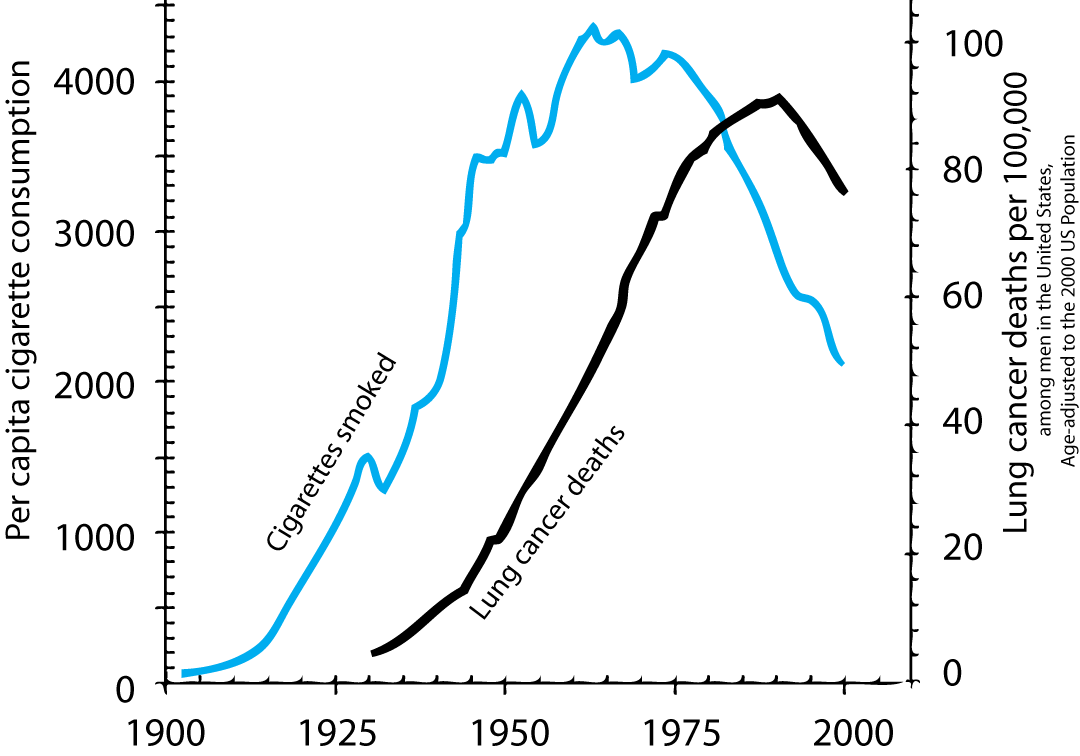 Per capita cigarette consumption
4000
3000
2000
1000
0
1900
1925
1950
1975
2000
Cigarettes smoked
Lung cancer deaths
100
80
60
40
20
0
Lung cancer deaths per 100,000
among men in the United States,
Age-adjusted to the 2000 US Population